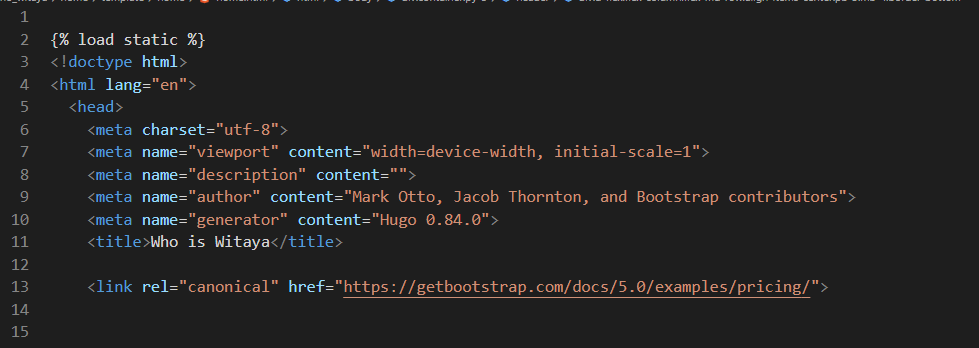 1
2 {% load static %}
3 <!doctype html>
4 <html lang="en">
5 <head>
6 <meta charset="utf-8">
7 <meta name="viewport" content="width=device-width, initial-scale=1">
8 <meta name="description" content="">
9 <meta name="author" content="Mark Otto, Jacob Thornton, and Bootstrap contributors">
10 <meta name="generator" content="Hugo 0.84.0">
11 <title>Who is Witaya</title>
12
13 <link rel="canonical" href="https://getbootstrap.com/docs/5.0/examples/pricing/">
14
15